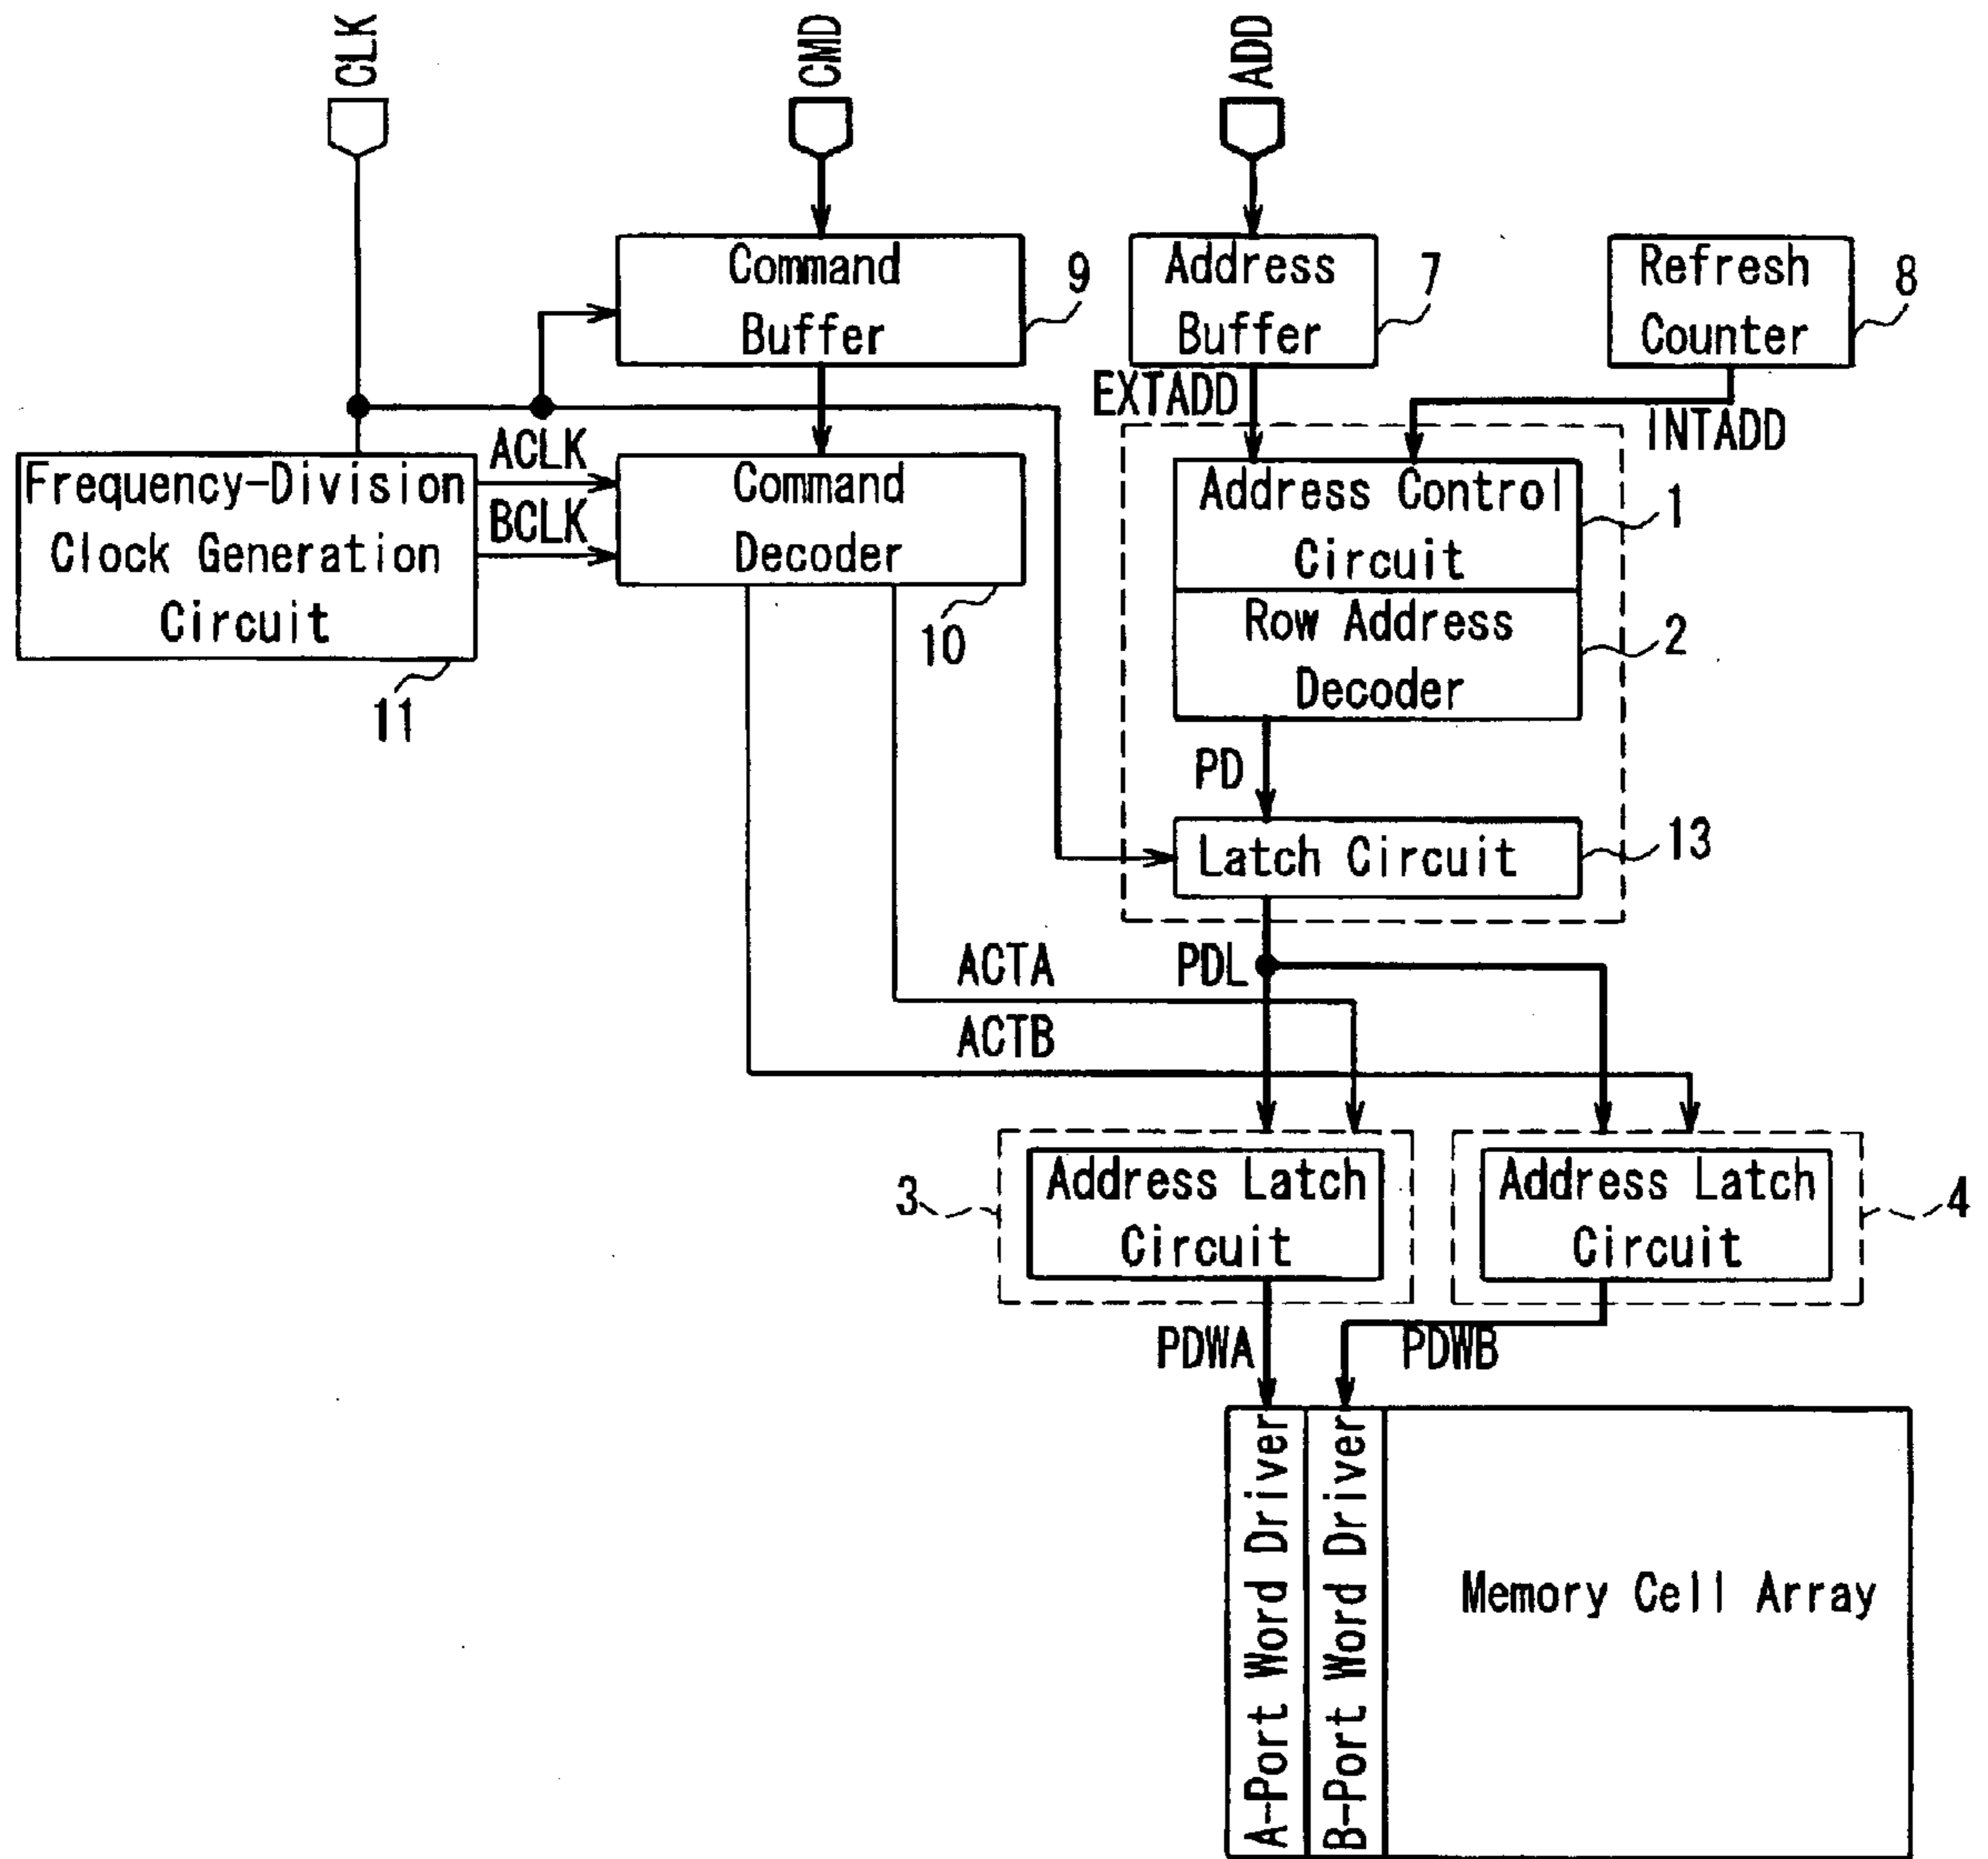 CLK
CMD
ADD
Command
Buffer
9
Address
Buffer
7
Refresh
Counter
8
EXTADD
INTADD
Frequency-Division
Clock Generation
Circuit
11
ACLK
BCLK
Command
Decoder
10
Address Control
Circuit
1
Row Address
Decoder
2
PD
Latch Circuit
13
ACTA
PDL
ACTB
3
Address Latch
Circuit
Address Latch
Circuit
4
PDWA
PDWB
A-Port Word Driver
B-Port Word Driver
Memory Cell Array